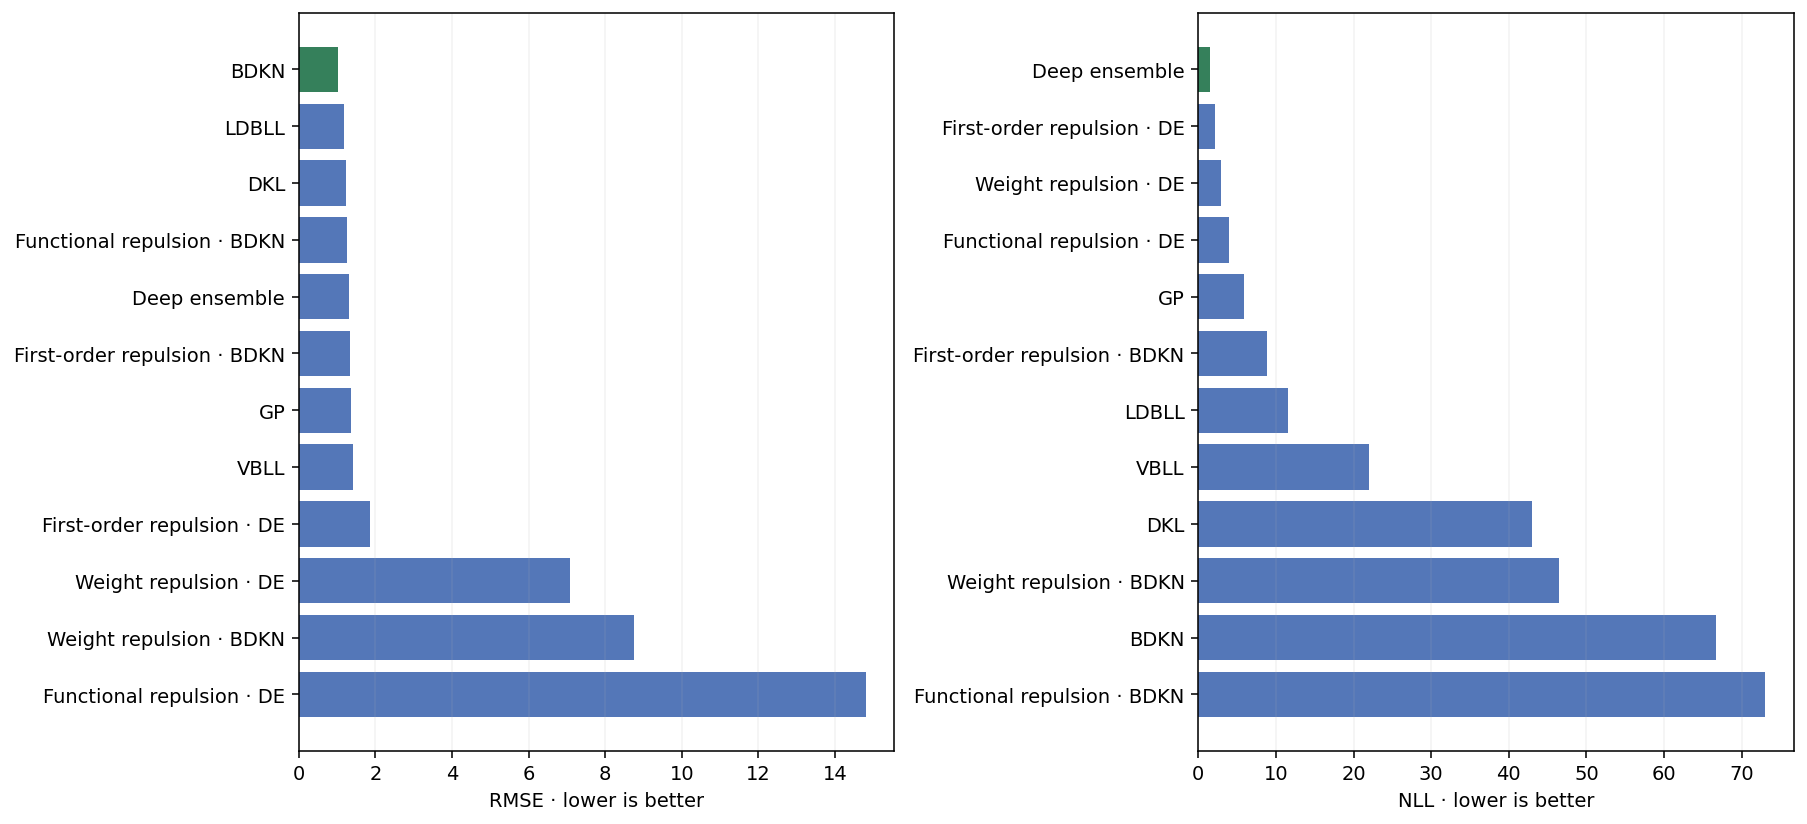 BDKN
LDBLL
DKL
Functional repulsion · BDKN
Deep ensemble
First-order repulsion · BDKN
GP
VBLL
First-order repulsion · DE
Weight repulsion · DE
Weight repulsion · BDKN
Functional repulsion · DE
0 2 4 6 8 10 12 14
RMSE · lower is better
Deep ensemble
First-order repulsion · DE
Weight repulsion · DE
Functional repulsion · DE
GP
First-order repulsion · BDKN
LDBLL
VBLL
DKL
Weight repulsion · BDKN
BDKN
Functional repulsion · BDKN
0 10 20 30 40 50 60 70
NLL · lower is better